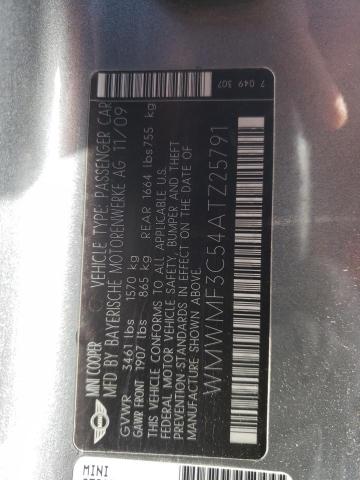 MINI COOPER
VEHICLE TYPE: PASSENGER CAR
MFD BY BAYERISCHE MOTORENWERKE AG 11/09
GVWR 3461 lbs 1570 kg
GAWR FRONT 1907 lbs 865 kg REAR 1664 lbs 755 kg
THIS VEHICLE CONFORMS TO ALL APPLICABLE U.S.
FEDERAL MOTOR VEHICLE SAFETY, BUMPER AND THEFT
PREVENTION STANDARDS IN EFFECT ON THE DATE OF
MANUFACTURE SHOWN ABOVE.
WMWMF3C54ATZ25791
7 049 307
MINI